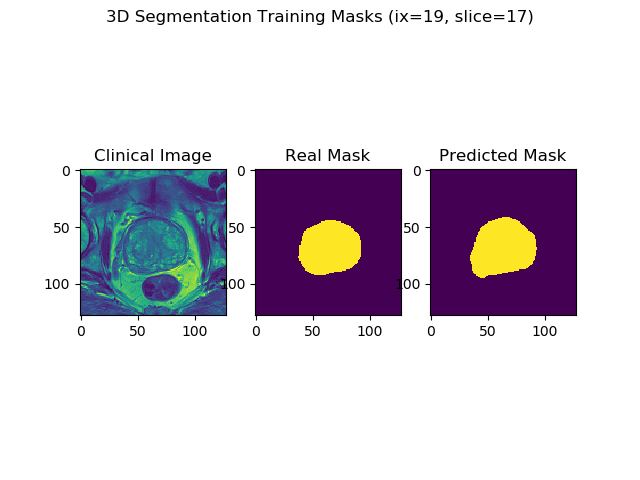 3D Segmentation Training Masks (ix=19, slice=17)
Clinical Image Real Mask Predicted Mask
0 0 0
50 50 50
100 100 100
0 50 100 0 50 100 0 50 100